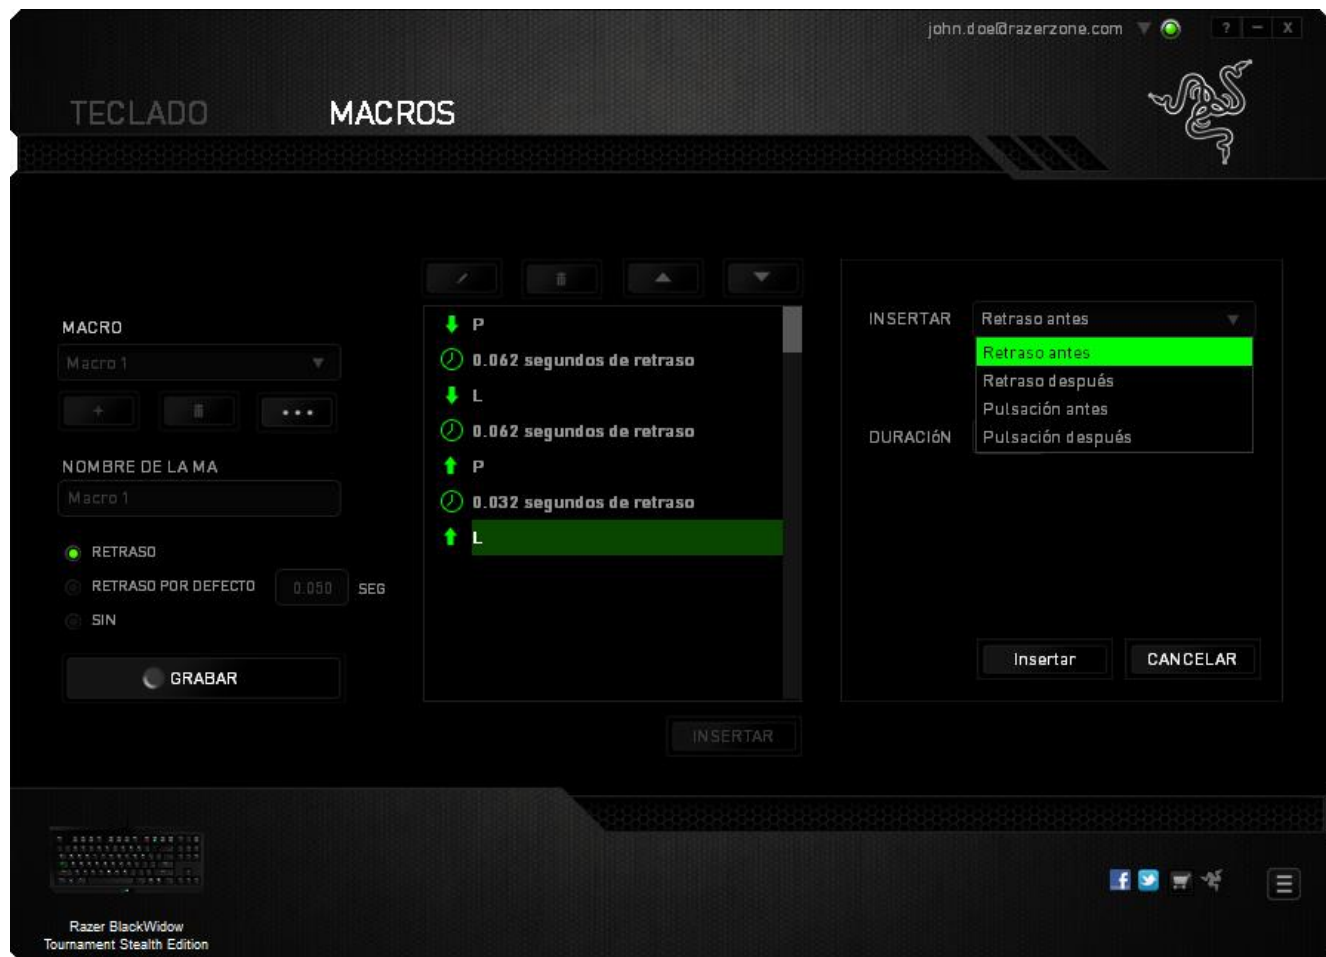 john.doe@razerzone.com
? – X
TECLADO
MACROS
MACRO
Macro 1
NOMBRE DE LA MA
Macro 1
RETRASO
RETRASO POR DEFECTO 0.050 SEG
SIN
GRABAR
P
0.062 segundos de retraso
L
0.062 segundos de retraso
P
0.032 segundos de retraso
L
INSERTAR
INSERTAR Retraso antes
Retraso antes
Retraso después
Pulsación antes
DURACIÓN
Pulsación después
Insertar
CANCELAR
Razer BlackWidow
Tournament Stealth Edition